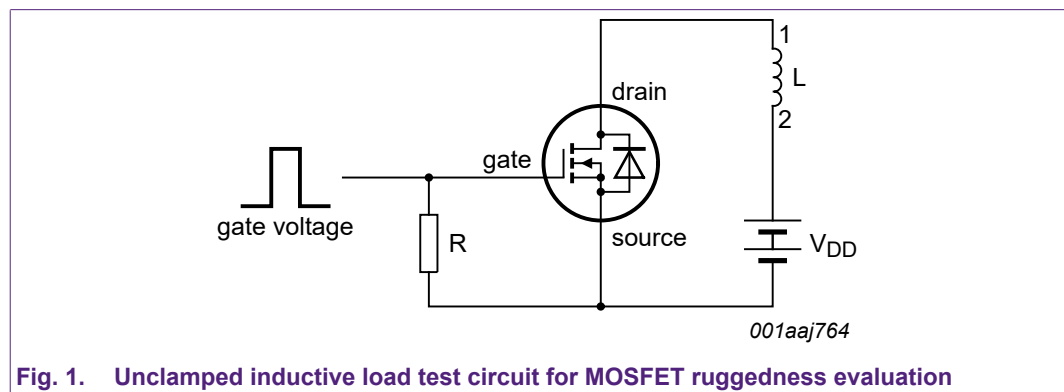 1
L
2
drain
gate
gate voltage
R
source
VDD
001aaj764
Fig. 1. Unclamped inductive load test circuit for MOSFET ruggedness evaluation